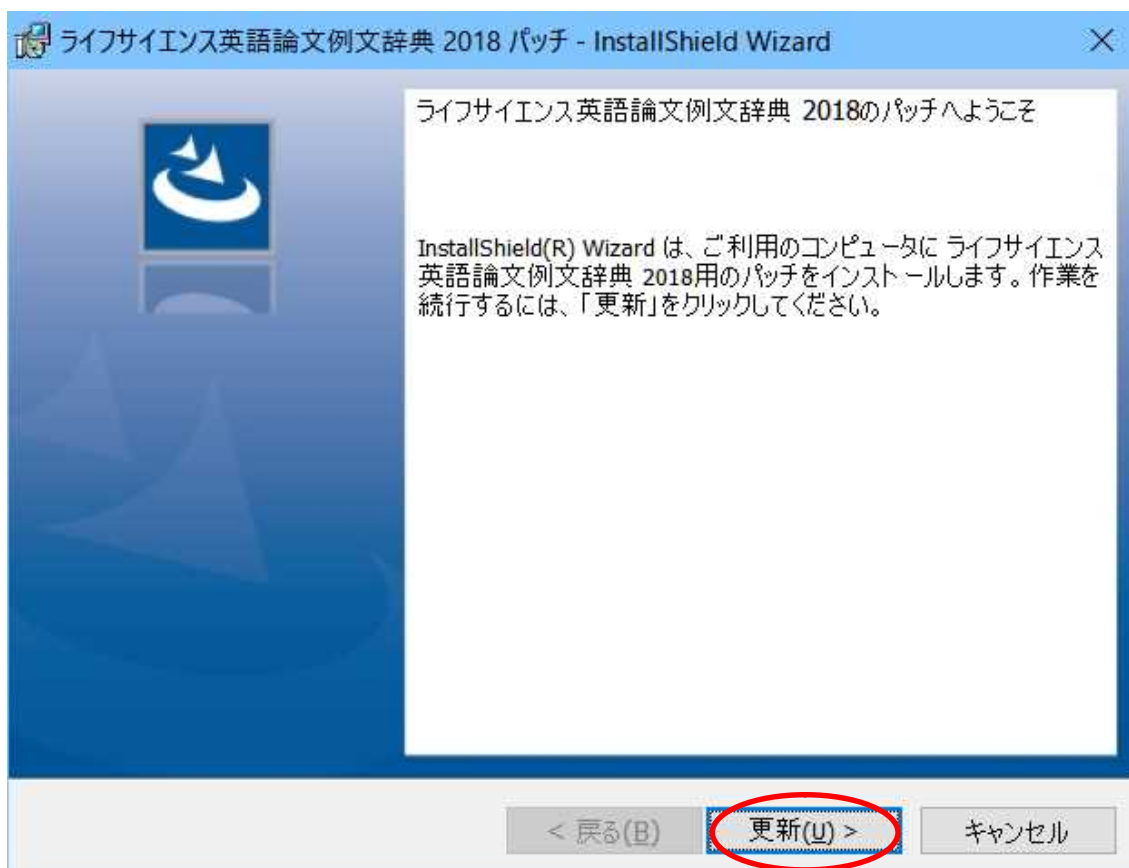 ライフサイエンス英語論文例文辞典 2018 パッチ - InstallShield Wizard
ライフサイエンス英語論文例文辞典 2018のパッチへようこそ
InstallShield(R) Wizard は、ご利用のコンピュータに ライフサイエンス
英語論文例文辞典 2018用のパッチをインストールします。作業を
続行するには、「更新」をクリックしてください。
< 戻る(B) 更新(U) > キャンセル